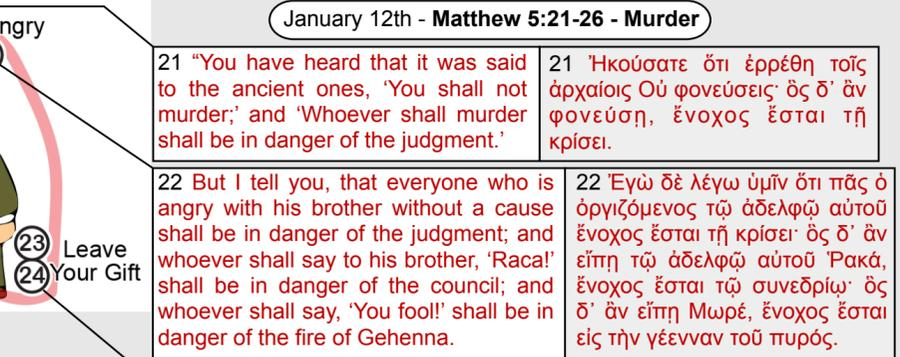 January 12th - Matthew 5:21-26 - Murder
ngry
21 “You have heard that it was said
to the ancient ones, ‘You shall not
murder;’ and ‘Whoever shall murder
shall be in danger of the judgment.’
21 Ἠκούσατε ὅτι ἐρρέθη τοῖς
ἀρχαίοις Οὐ φονεύσεις· ὃς δ’ ἂν
φονεύσῃ, ἔνοχος ἔσται τῇ
κρίσει.
22 But I tell you, that everyone who is
angry with his brother without a cause
shall be in danger of the judgment; and
whoever shall say to his brother, ‘Raca!’
shall be in danger of the council; and
whoever shall say, ‘You fool!’ shall be in
danger of the fire of Gehenna.
22 Ἐγὼ δὲ λέγω ὑμῖν ὅτι πᾶς ὁ
ὀργιζόμενος τῷ ἀδελφῷ αὐτοῦ
ἔνοχος ἔσται τῇ κρίσει· ὃς δ’ ἂν
εἴπῃ τῷ ἀδελφῷ αὐτοῦ Ῥακά,
ἔνοχος ἔσται τῷ συνεδρίῳ· ὃς
δ’ ἂν εἴπῃ Μωρέ, ἔνοχος ἔσται
εἰς τὴν γέενναν τοῦ πυρός.
23 Leave
24 Your Gift